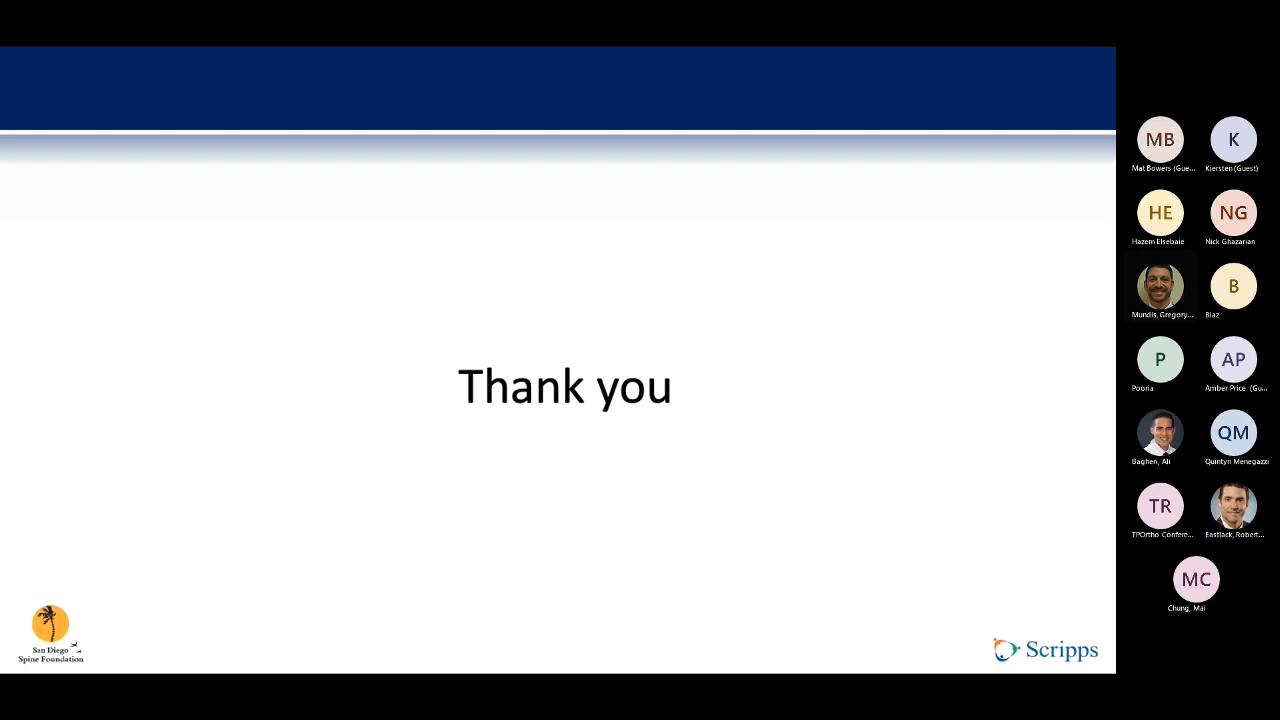 Thank you
San Diego
Spine Foundation
Scripps
MB
Mat Bowers (Gue...
K
Kiersten (Guest)
HE
Hazem Elsebaie
NG
Nick Ghazarian
Mundis, Gregory...
B
Blaz
P
Pooria
AP
Amber Price (Gu...
Bagheri, Ali
QM
Quintyn Menegazzi
TR
TPOrtho Confere...
Eastlack, Robert...
MC
Chung, Mai